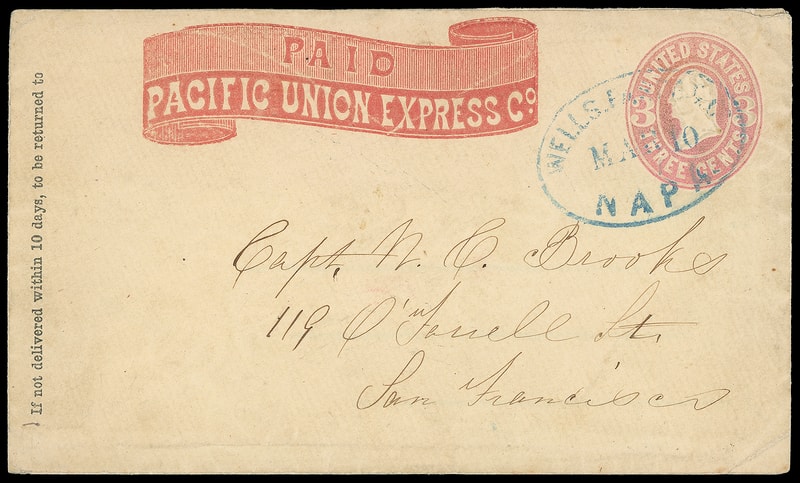 PAID
PACIFIC UNION EXPRESS Co.
UNITED STATES
3 3
THREE CENTS
WELLS, FARGO & CO.
MAR 10
NAPA
Capt. N. C. Brooks
119 O'Farrell St.
San Francisco
If not delivered within 10 days, to be returned to